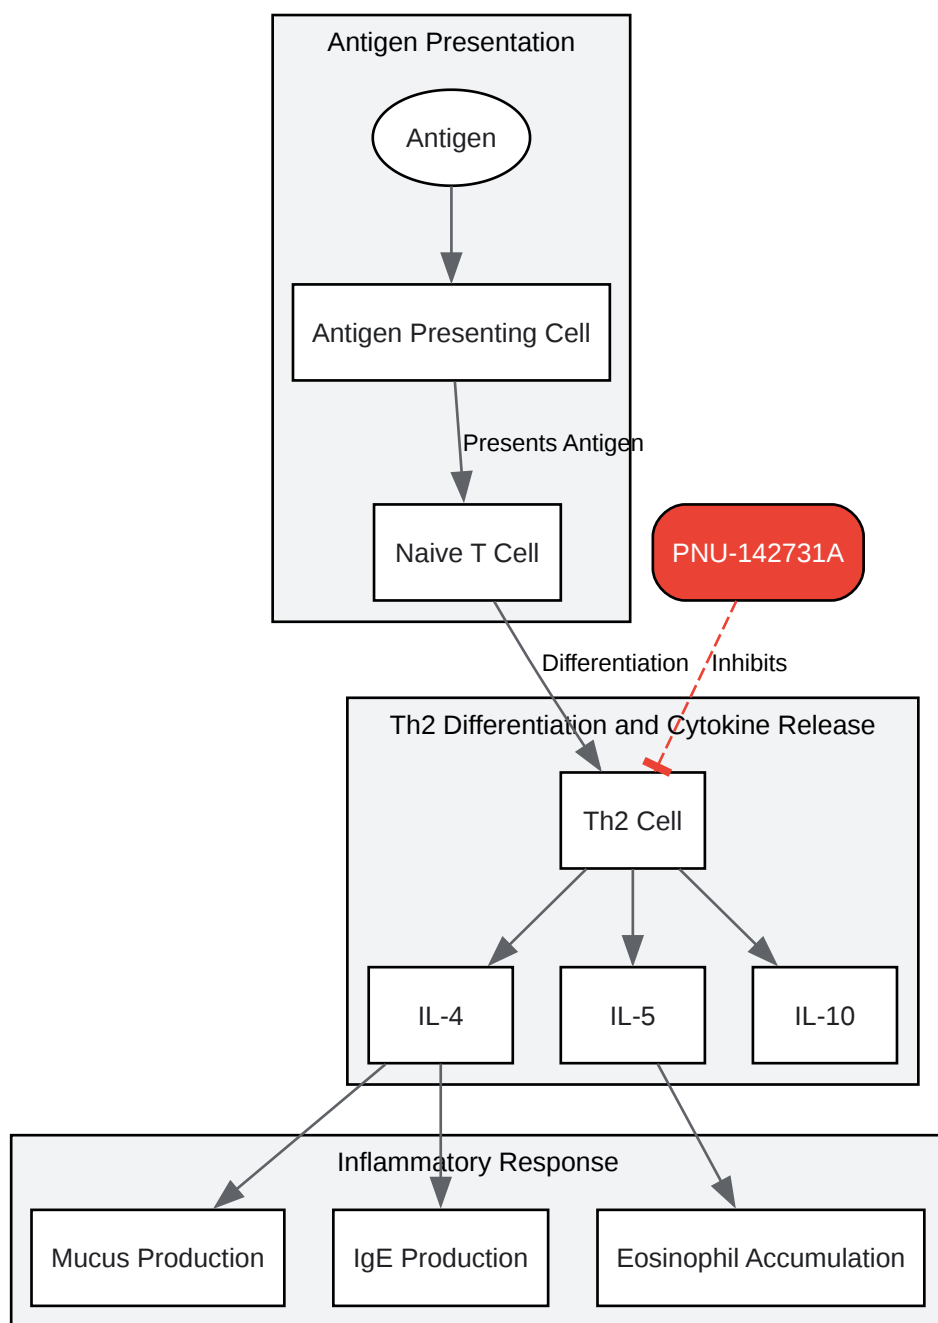 Antigen Presentation
Antigen
Antigen Presenting Cell
Presents Antigen
Naive T Cell
PNU-142731A
Differentiation
Inhibits
Th2 Differentiation and Cytokine Release
Th2 Cell
IL-4
IL-5
IL-10
Inflammatory Response
Mucus Production
IgE Production
Eosinophil Accumulation